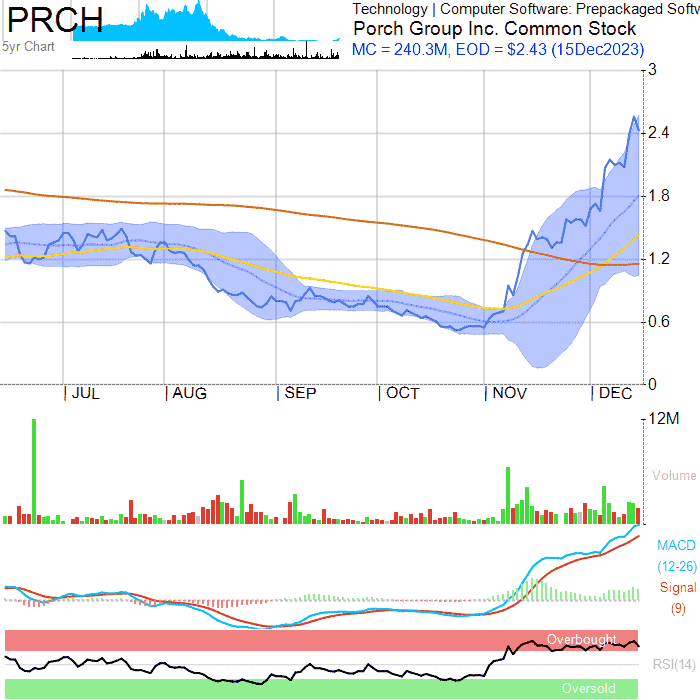 PRCH
5yr Chart
Technology | Computer Software: Prepackaged Softw
Porch Group Inc. Common Stock
MC = 240.3M, EOD = $2.43 (15Dec2023)
3
2.4
1.8
1.2
0.6
0
JUL AUG SEP OCT NOV DEC
12M
Volume
MACD
(12-26)
Signal
(9)
Overbought
RSI(14)
Oversold